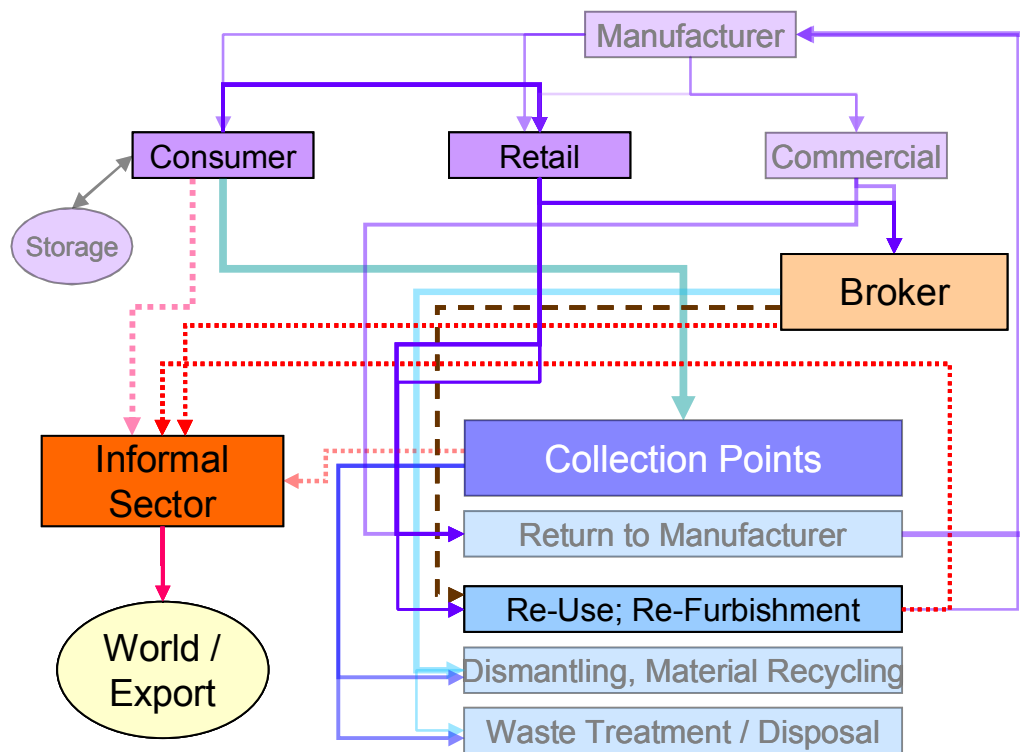 Manufacturer
Consumer
Retail
Commercial
Storage
Broker
Informal
Sector
Collection Points
Return to Manufacturer
Re-Use; Re-Furbishment
World /
Export
Dismantling, Material Recycling
Waste Treatment / Disposal